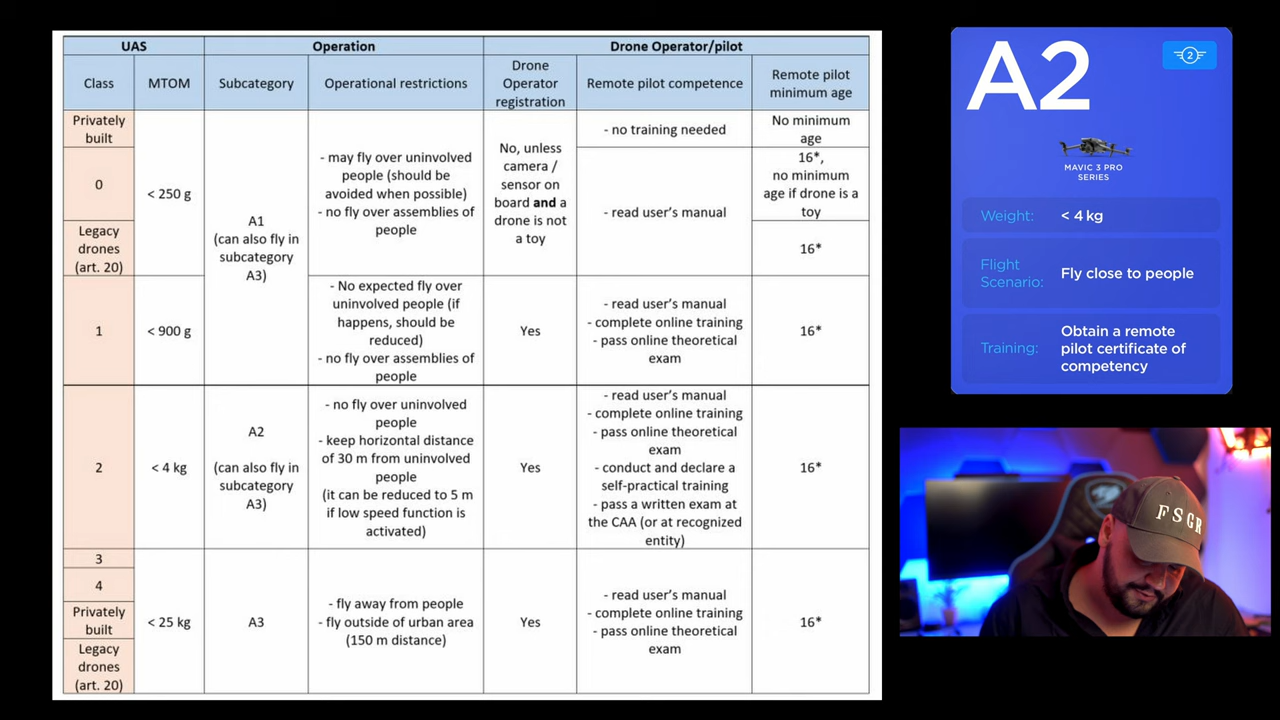 UAS
Operation
Drone Operator/pilot
Class
MTOM
Subcategory
Operational restrictions
Drone
Operator
registration
Remote pilot competence
Remote pilot
minimum age
Privately
built
< 250 g
A1
(can also fly in
subcategory
A3)
- may fly over uninvolved
people (should be
avoided when possible)
- no fly over assemblies of
people
No, unless
camera /
sensor on
board and a
drone is not
a toy
- no training needed
No minimum
age
0
- read user's manual
16*,
no minimum
age if drone is a
toy
Legacy
drones
(art. 20)
16*
1
< 900 g
- No expected fly over
uninvolved people (if
happens, should be
reduced)
- no fly over assemblies of
people
Yes
- read user's manual
- complete online training
- pass online theoretical
exam
16*
2
< 4 kg
A2
(can also fly in
subcategory
A3)
- no fly over uninvolved
people
- keep horizontal distance
of 30 m from uninvolved
people
(it can be reduced to 5 m
if low speed function is
activated)
Yes
- read user's manual
- complete online training
- pass online theoretical
exam
- conduct and declare a
self-practical training
- pass a written exam at
the CAA (or at recognized
entity)
16*
3
4
Privately
built
Legacy
drones
(art. 20)
< 25 kg
A3
- fly away from people
- fly outside of urban area
(150 m distance)
Yes
- read user's manual
- complete online training
- pass online theoretical
exam
16*
A2
2
MAVIC 3 PRO
SERIES
Weight: < 4 kg
Flight
Scenario:
Fly close to people
Training:
Obtain a remote
pilot certificate of
competency
FSGR